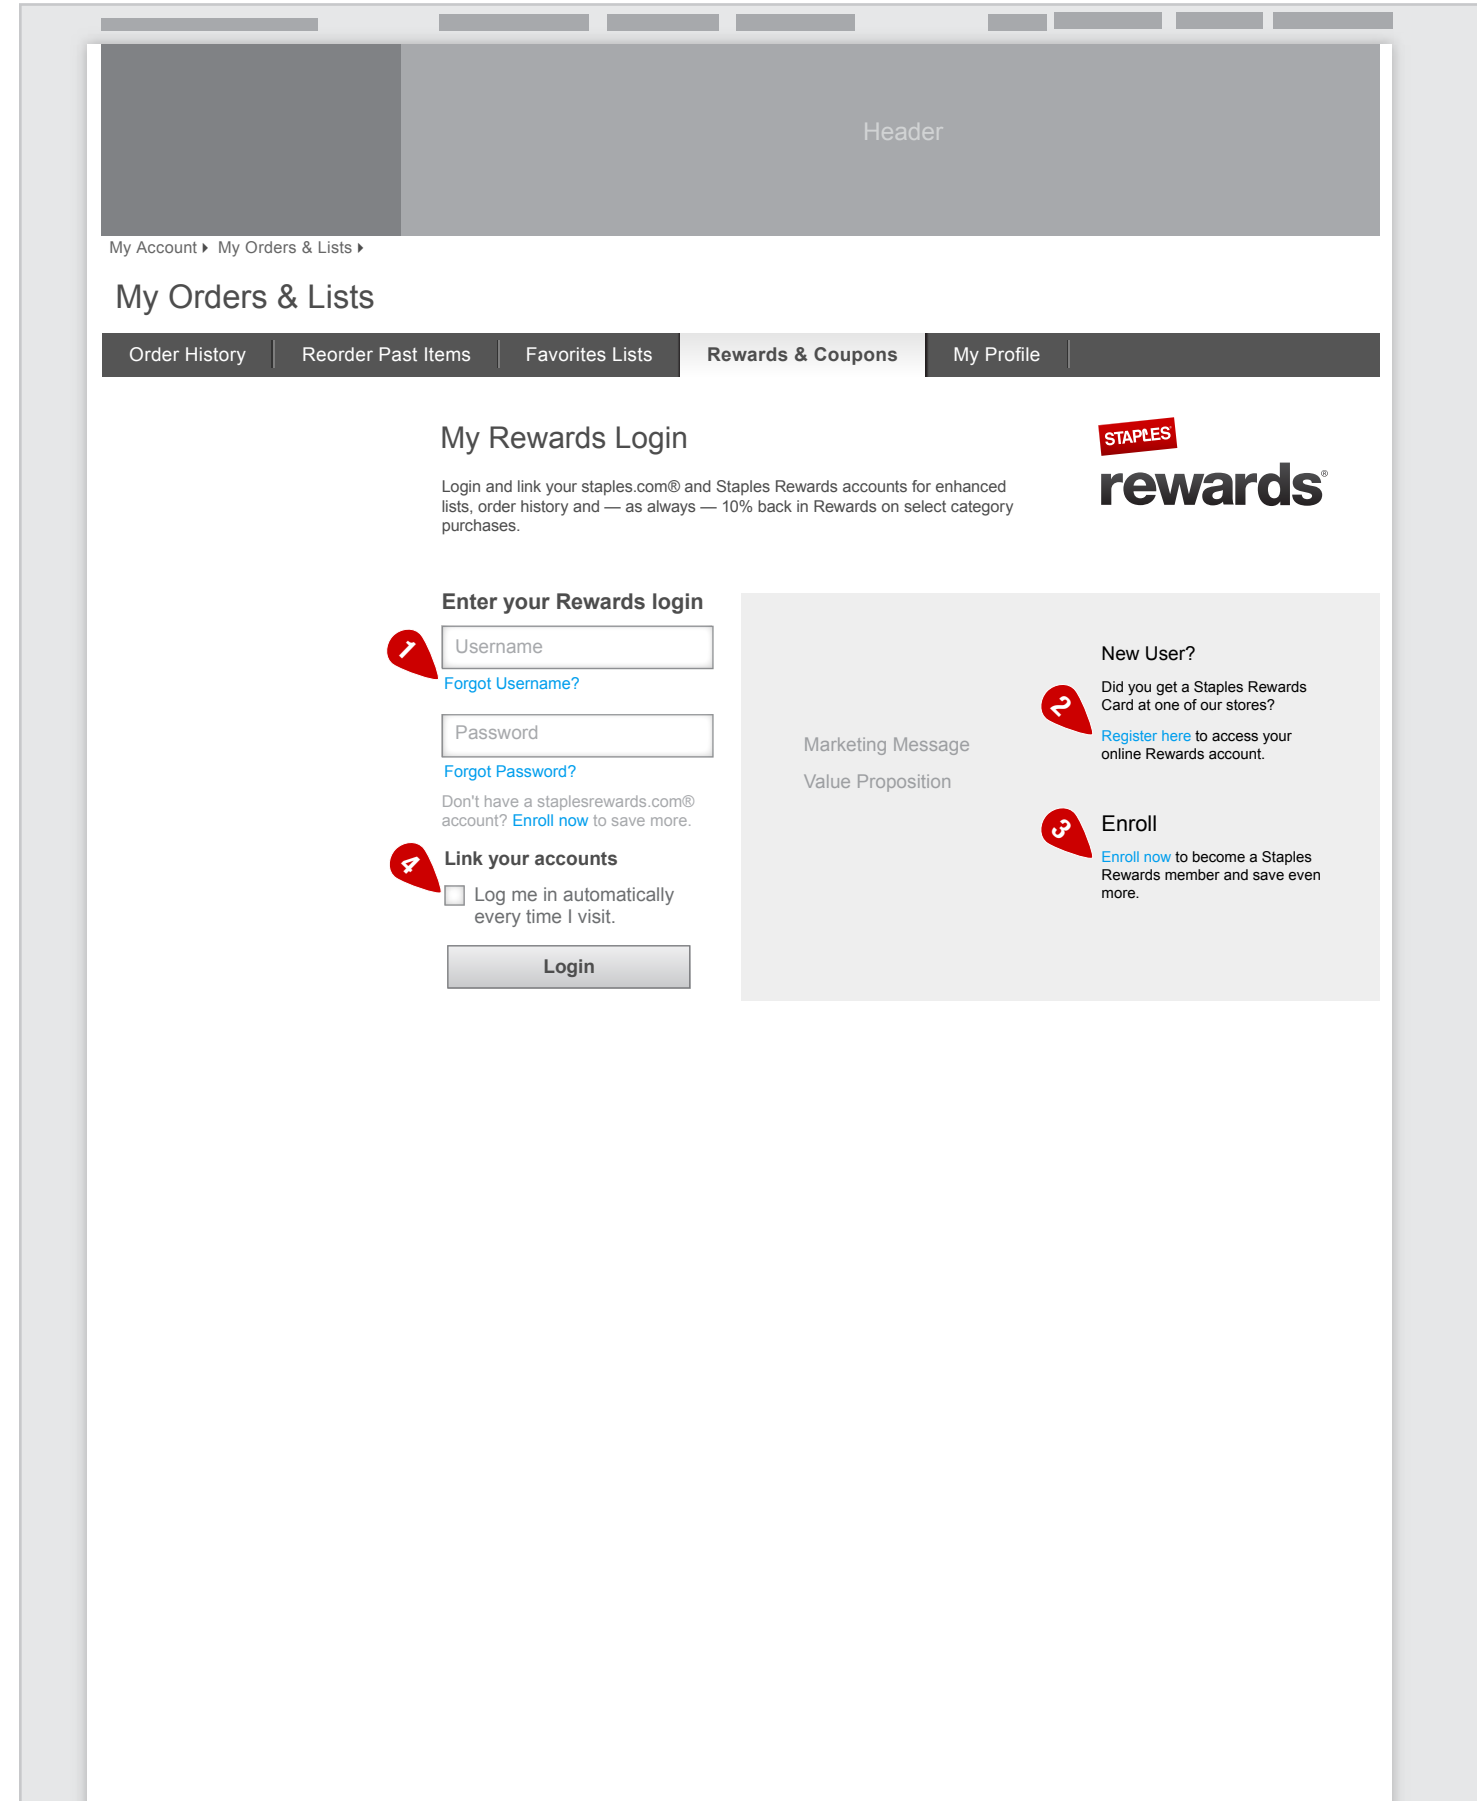 Header
My Account My Orders & Lists
My Orders & Lists
Order History Reorder Past Items Favorites Lists Rewards & Coupons My Profile
My Rewards Login
Login and link your staples.com® and Staples Rewards accounts for enhanced
lists, order history and — as always — 10% back in Rewards on select category
purchases.
STAPLES
rewards®
Enter your Rewards login
1
Username
Forgot Username?
Password
Forgot Password?
Don't have a staplesrewards.com®
account? Enroll now to save more.
4
Link your accounts
Log me in automatically
every time I visit.
Login
Marketing Message
Value Proposition
New User?
2
Did you get a Staples Rewards
Card at one of our stores?
Register here to access your
online Rewards account.
3
Enroll
Enroll now to become a Staples
Rewards member and save even
more.